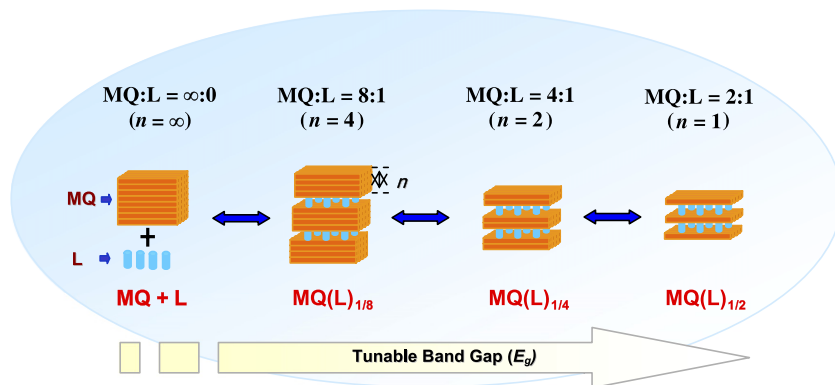 MQ:L = ∞:0
(n = ∞)
MQ:L = 8:1
(n = 4)
MQ:L = 4:1
(n = 2)
MQ:L = 2:1
(n = 1)
MQ
n
+
L
MQ + L
MQ(L)1/8
MQ(L)1/4
MQ(L)1/2
Tunable Band Gap (Eg)